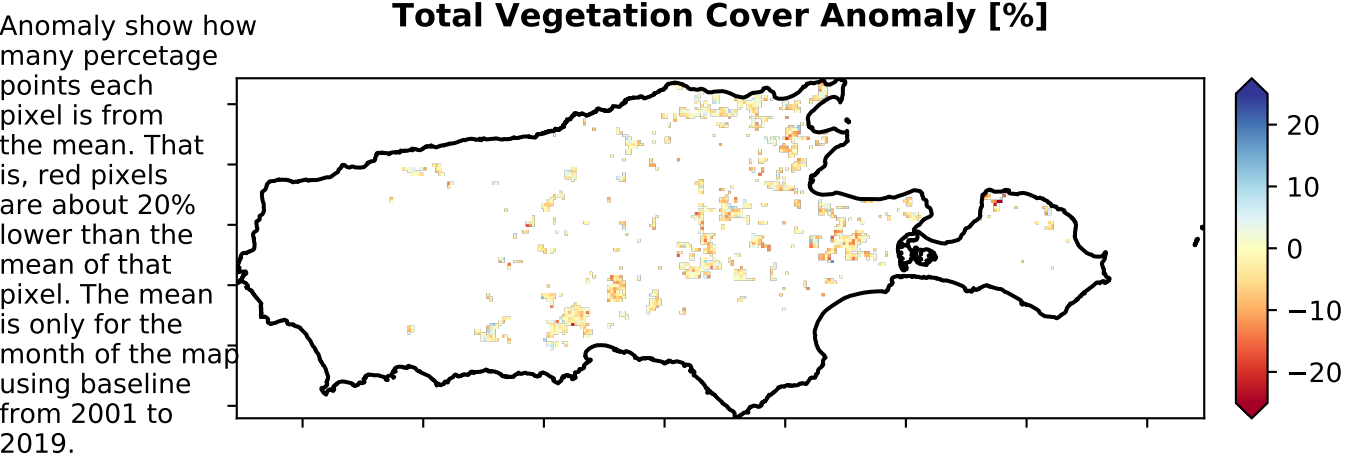 Total Vegetation Cover Anomaly [%]
Anomaly show how
many percetage
points each
pixel is from
the mean. That
is, red pixels
are about 20%
lower than the
mean of that
pixel. The mean
is only for the
month of the map
using baseline
from 2001 to
2019.
20
10
0
−10
−20